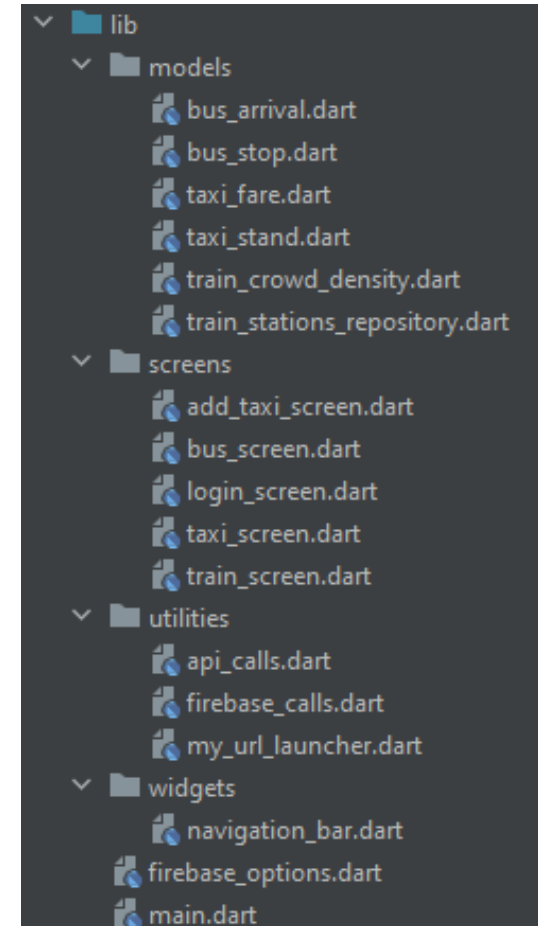 lib
models
bus_arrival.dart
bus_stop.dart
taxi_fare.dart
taxi_stand.dart
train_crowd_density.dart
train_stations_repository.dart
screens
add_taxi_screen.dart
bus_screen.dart
login_screen.dart
taxi_screen.dart
train_screen.dart
utilities
api_calls.dart
firebase_calls.dart
my_url_launcher.dart
widgets
navigation_bar.dart
firebase_options.dart
main.dart